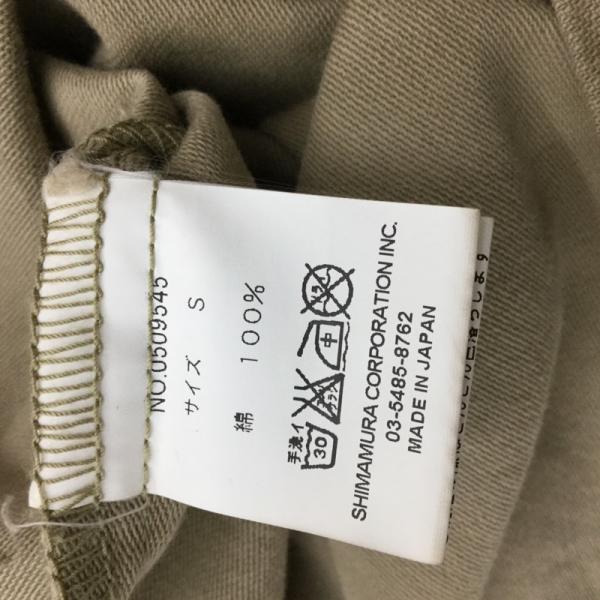 NO.0509545
サイズ S
綿 100%
手洗イ
30
中
SHIMAMURA CORPORATION INC.
03-5485-8762
MADE IN JAPAN